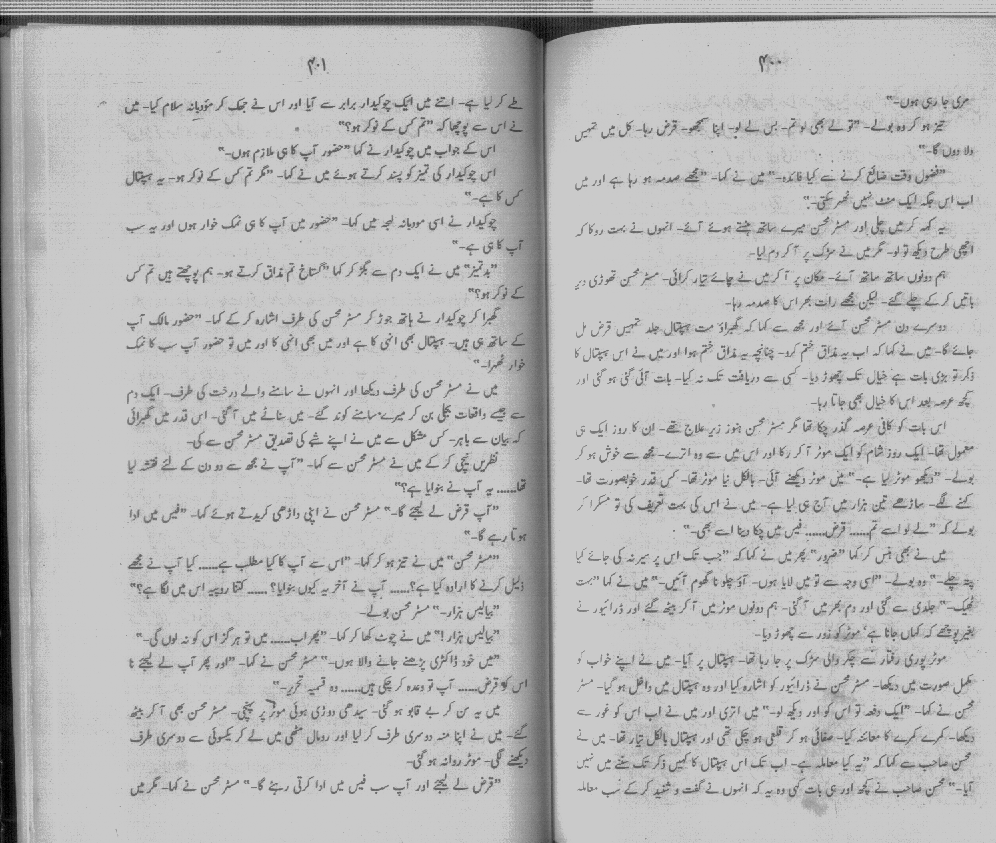 ۴۰۰
مری جا رہی ہوں۔"
تیز ہو کر وہ بولے۔ "تو لے بھی لو تم۔ بس لے لو۔ اپنا سمجھو۔ قرض رہا۔ کل میں تمہیں
دلا دوں گا۔"
"فضول وقت ضائع کرنے سے کیا فائدہ۔" میں نے کہا۔ "مجھے صدمہ ہو رہا ہے اور میں
اب اس جگہ ایک منٹ نہیں ٹھہر سکتی۔"
یہ کہہ کر میں چلی اور مسٹر محسن میرے ساتھ ہنستے ہوئے آئے۔ انہوں نے بہت روکا کہ
اچھی طرح دیکھ تو لو۔ مگر میں نے سڑک پر آ کر دم لیا۔
ہم دونوں ساتھ ساتھ آئے۔ مکان پر آ کر میں نے چائے تیار کرائی۔ مسٹر محسن تھوڑی دیر
باتیں کر کے چلے گئے۔ لیکن مجھے رات بھر اس کا صدمہ رہا۔
دوسرے دن مسٹر محسن آئے اور مجھ سے کہا کہ گھبراؤ مت ہسپتال جلد تمہیں قرض مل
جائے گا۔ میں نے کہا کہ اب یہ مذاق ختم کرو۔ چنانچہ یہ مذاق ختم ہوا اور میں نے اس ہسپتال کا
ذکر تو بڑی بات ہے خیال تک چھوڑ دیا۔ کسی سے دریافت تک نہ کیا۔ بات آئی گئی ہو گئی اور
کچھ عرصہ بعد اس کا خیال بھی جاتا رہا۔
اس بات کو کافی عرصہ گذر چکا تھا مگر مسٹر محسن ہنوز زیر علاج تھے۔ ان کا روز ایک ہی
معمول تھا۔ ایک روز شام کو ایک موٹر آ کر رکا اور اس میں سے وہ اترے۔ مجھ سے خوش ہو کر
بولے۔ "دیکھو موٹر لیا ہے۔" میں موٹر دیکھنے آئی۔ بالکل نیا موٹر تھا۔ کس قدر خوبصورت تھا۔
کہنے لگے۔ ساڑھے تین ہزار میں آج ہی لیا ہے۔ میں نے اس کی بہت تعریف کی تو مسکرا کر
بولے کہ "لے لو اسے تم...... قرض...... فیس میں چکا دینا اسے بھی۔"
میں نے بھی ہنس کر کہا "ضرور۔" پھر میں نے کہا کہ "جب تک اس پر سیر نہ کی جائے کیا
پتہ چلے۔" وہ بولے۔ "اسی وجہ سے تو میں لایا ہوں۔ آؤ چلو نا گھوم آئیں۔" میں نے کہا "بہت
ٹھیک۔" جلدی سے گئی اور دم بھر میں آ گئی۔ ہم دونوں موٹر میں آ کر بیٹھ گئے اور ڈرائیور نے
بغیر پوچھے کہ کہاں جانا ہے' موٹر کو زور سے چھوڑ دیا۔
موٹر پوری رفتار سے چکر والی سڑک پر جا رہا تھا۔ ہسپتال پر آیا۔ میں نے اپنے خواب کو
مکمل صورت میں دیکھا۔ مسٹر محسن نے ڈرائیور کو اشارہ کیا اور وہ ہسپتال میں داخل ہو گیا۔ مسٹر
محسن نے کہا۔ "ایک دفعہ تو اس کو اور دیکھ لو۔" میں اتری اور میں نے اب اس کو غور سے
دیکھا۔ کمرے کمرے کا معائنہ کیا۔ صفائی ہو کر قلعی ہو چکی تھی اور ہسپتال بالکل تیار تھا۔ میں نے
محسن صاحب سے کہا کہ "یہ کیا معاملہ ہے۔ اب تک اس ہسپتال کا کہیں ذکر تک سننے میں نہیں
آیا۔" محسن صاحب نے کچھ اور ہی بات کہی وہ یہ کہ انہوں نے گفت و شنید کر کے سب معاملہ
۴۰۱
طے کر لیا ہے۔ اتنے میں ایک چوکیدار برابر سے آیا اور اس نے جھک کر مؤدبانہ سلام کیا۔ میں
نے اس سے پوچھا کہ "تم کس کے نوکر ہو؟"
اس کے جواب میں چوکیدار نے کہا "حضور آپ کا ہی ملازم ہوں۔"
اس چوکیدار کی تمیز کو پسند کرتے ہوئے میں نے کہا۔ "مگر تم کس کے نوکر ہو۔ یہ ہسپتال
کس کا ہے۔"
چوکیدار نے اسی مودبانہ لہجہ میں کہا۔ "حضور میں آپ کا ہی نمک خوار ہوں اور یہ سب
آپ کا ہی ہے۔"
"بدتمیز" میں نے ایک دم سے بگڑ کر کہا "گستاخ تم مذاق کرتے ہو۔ ہم پوچھتے ہیں تم کس
کے نوکر ہو؟"
گھبرا کر چوکیدار نے ہاتھ جوڑ کر مسٹر محسن کی طرف اشارہ کر کے کہا۔ "حضور مالک آپ
کے ساتھ ہی ہیں۔ ہسپتال بھی انہی کا ہے اور میں بھی انہی کا اور میں تو حضور آپ سب کا نمک
خوار ٹھہرا۔"
میں نے مسٹر محسن کی طرف دیکھا اور انہوں نے سامنے والے درخت کی طرف۔ ایک دم
سے جیسے واقعات بجلی بن کر میرے سامنے کوند گئے۔ میں سناٹے میں آ گئی۔ اس قدر میں گھبرائی
کہ بیان سے باہر۔ کس مشکل سے میں نے اپنے شبے کی تصدیق مسٹر محسن سے کی۔
نظریں نیچی کر کے میں نے مسٹر محسن سے کہا۔ "آپ نے مجھ سے دو دن کے لئے نقشہ لیا
تھا...... یہ آپ نے بنوایا ہے؟"
"آپ قرض لے لیجئے گا۔" مسٹر محسن نے اپنی داڑھی کریدتے ہوئے کہا۔ "فیس میں ادا
ہوتا رہے گا۔"
"مسٹر محسن" میں نے تیز ہو کر کہا۔ "اس سے آپ کا کیا مطلب ہے...... کیا آپ نے مجھے
ذلیل کرنے کا ارادہ کیا ہے؟...... آپ نے آخر یہ کیوں بنوایا؟ ...... کتنا روپیہ اس میں لگا ہے؟"
"بیالیس ہزار۔" مسٹر محسن بولے۔
"بیالیس ہزار!" میں نے چوٹ کھا کر کہا۔ "پھر اب...... میں تو ہرگز اس کو نہ لوں گی۔"
"میں خود ڈاکٹری پڑھنے جانے والا ہوں۔" مسٹر محسن نے کہا۔ "اور پھر آپ لے لیجئے نا
اس کو قرض...... آپ تو وعدہ کر چکی ہیں...... وہ قسمیہ تحریر۔"
میں یہ سن کر بے قابو ہو گئی۔ سیدھی دوڑی ہوئی موٹر پر پہنچی۔ مسٹر محسن بھی آ کر بیٹھ
گئے۔ میں نے اپنا منہ دوسری طرف کر لیا اور رومال مٹھی میں لے کر یکسوئی سے دوسری طرف
دیکھنے لگی۔ موٹر روانہ ہو گئی۔
"قرض لے لیجئے اور آپ سب فیس میں ادا کرتی رہئے گا۔" مسٹر محسن نے کہا۔ مگر میں